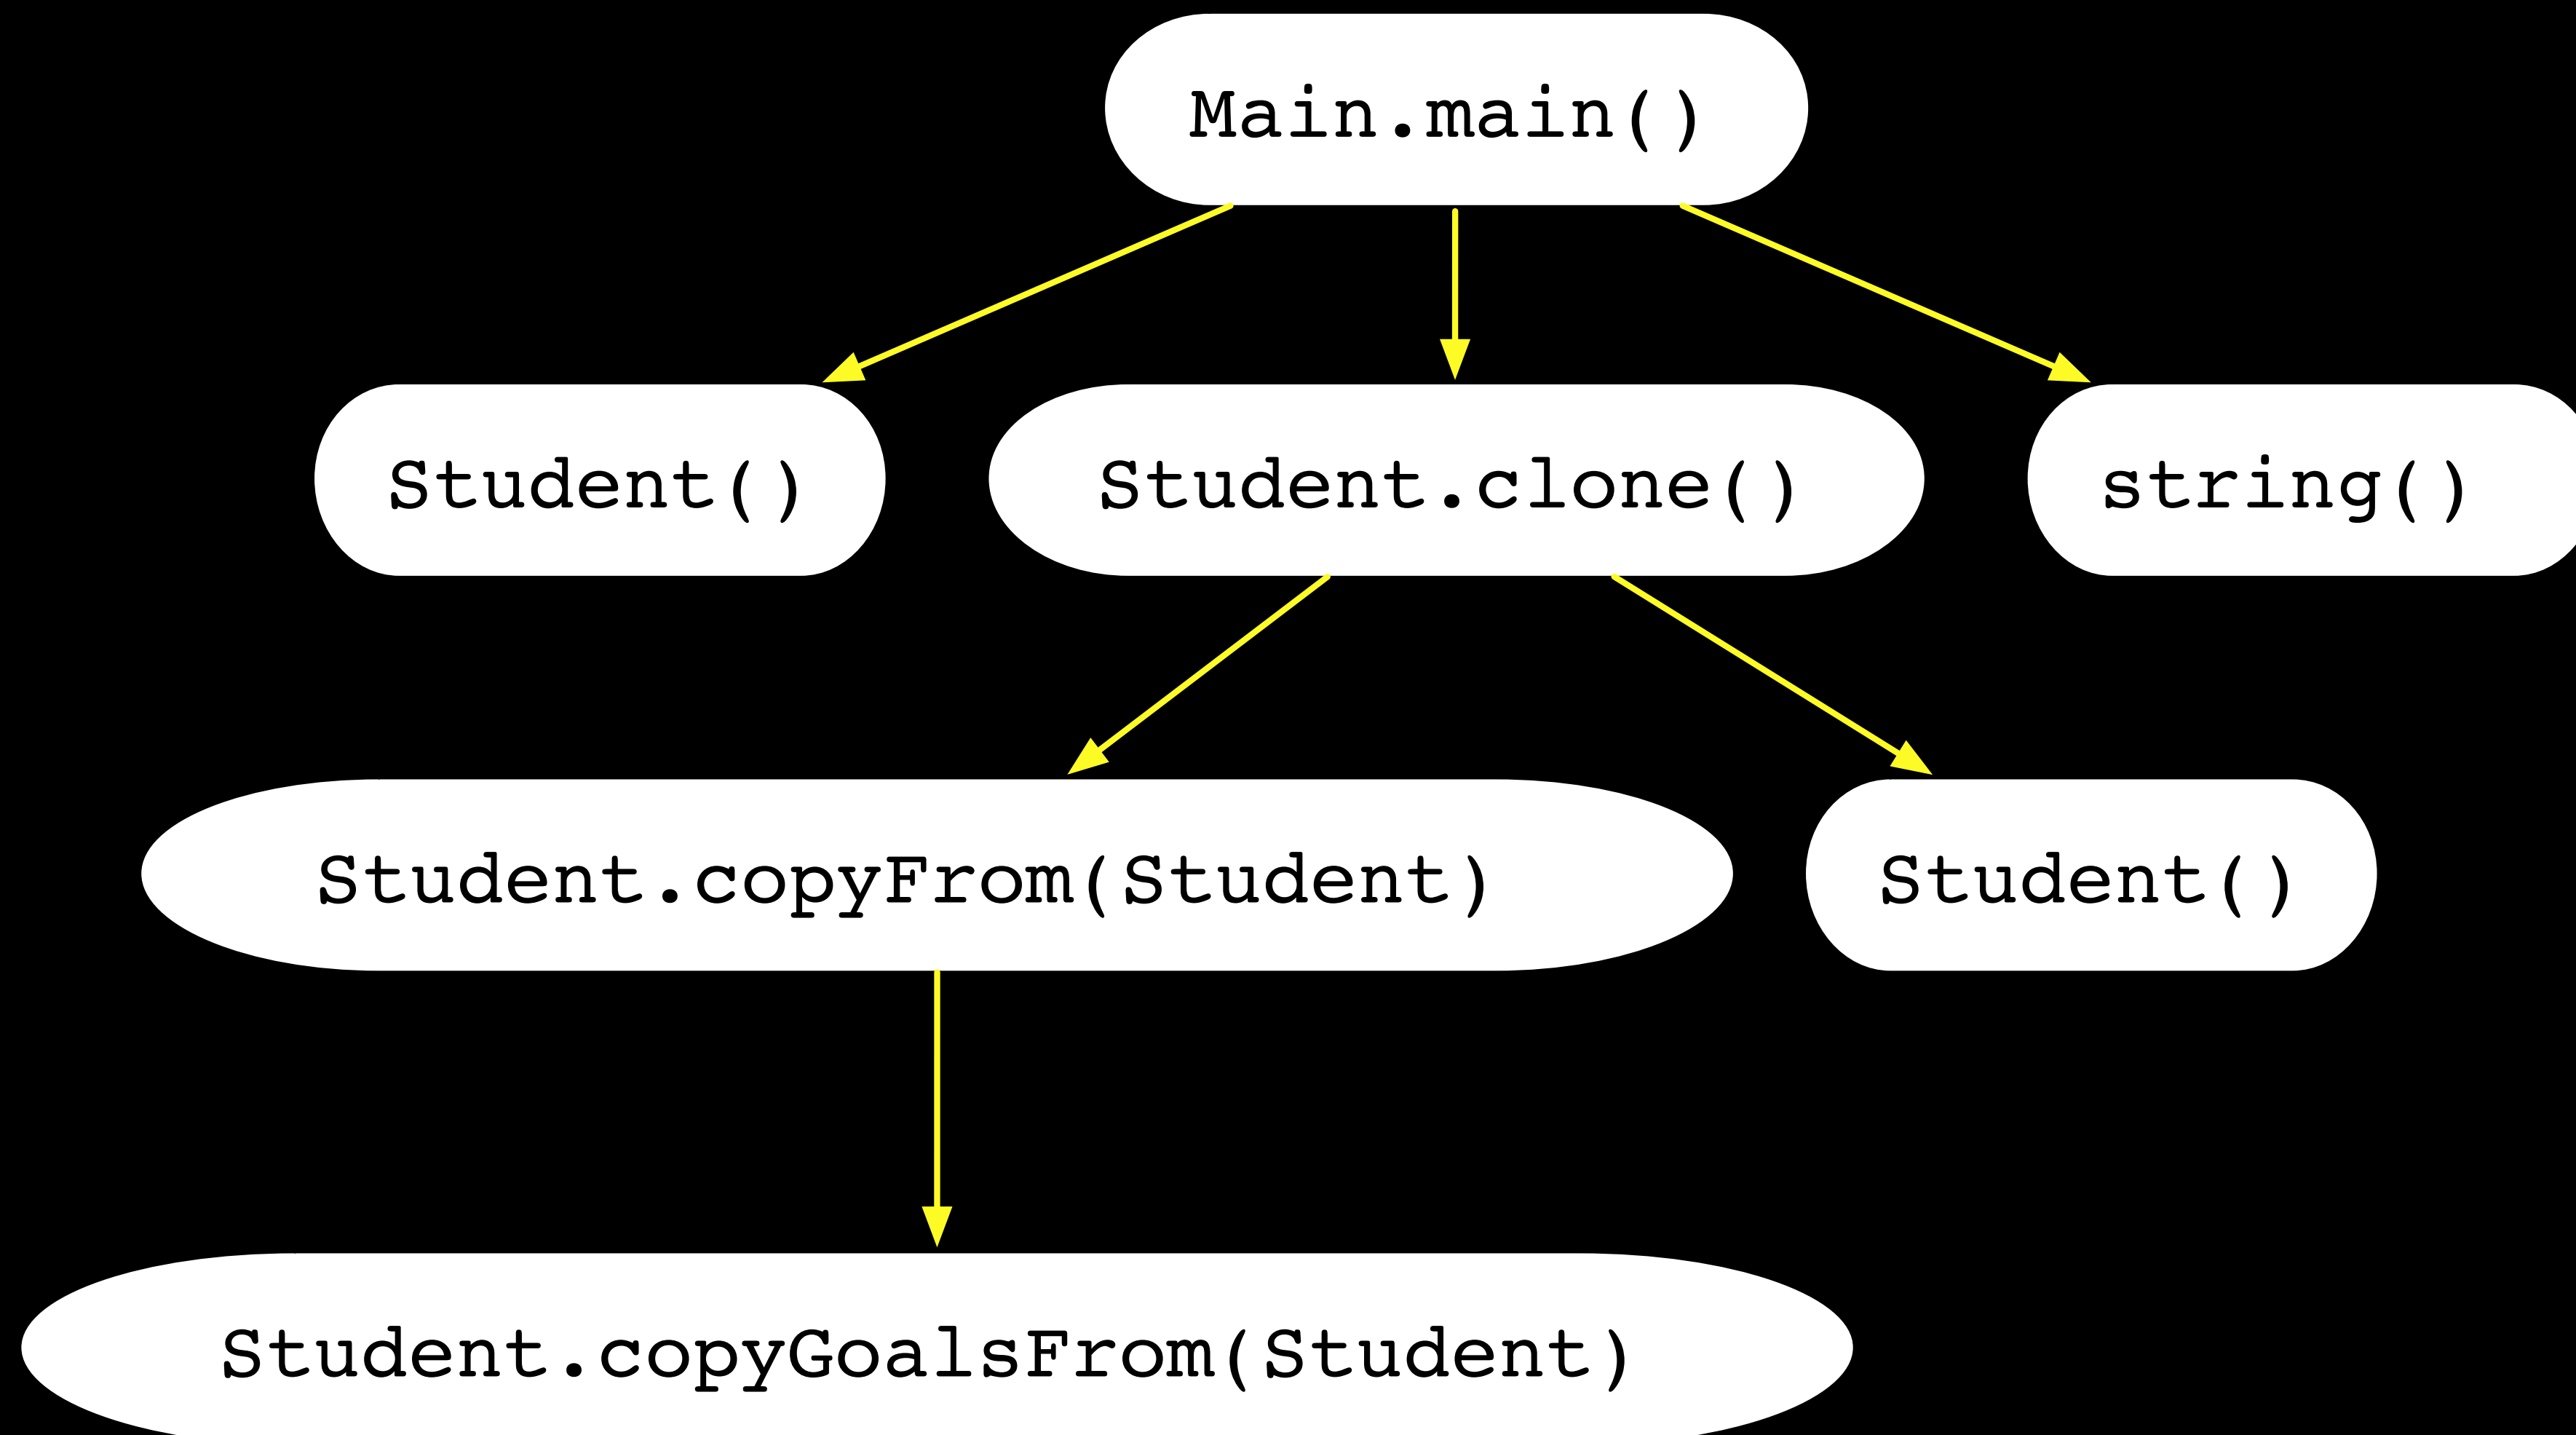 Main.main()
Student()
Student.clone()
string()
Student.copyFrom(Student)
Student()
Student.copyGoalsFrom(Student)